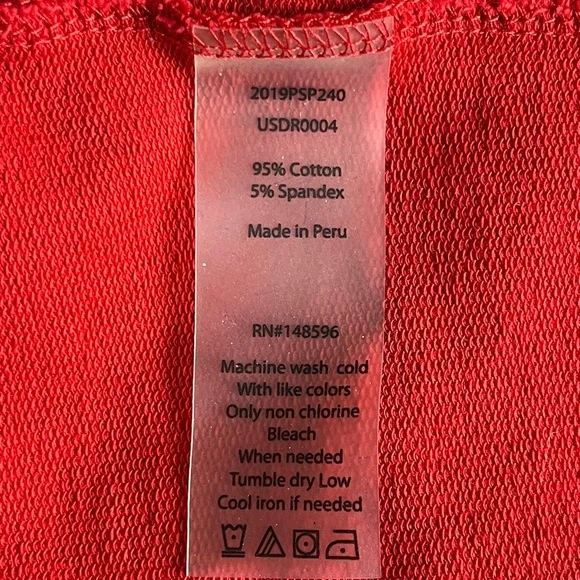 2019PSP240
USDR0004
95% Cotton
5% Spandex
Made in Peru
RN#148596
Machine wash cold
With like colors
Only non chlorine
Bleach
When needed
Tumble dry Low
Cool iron if needed